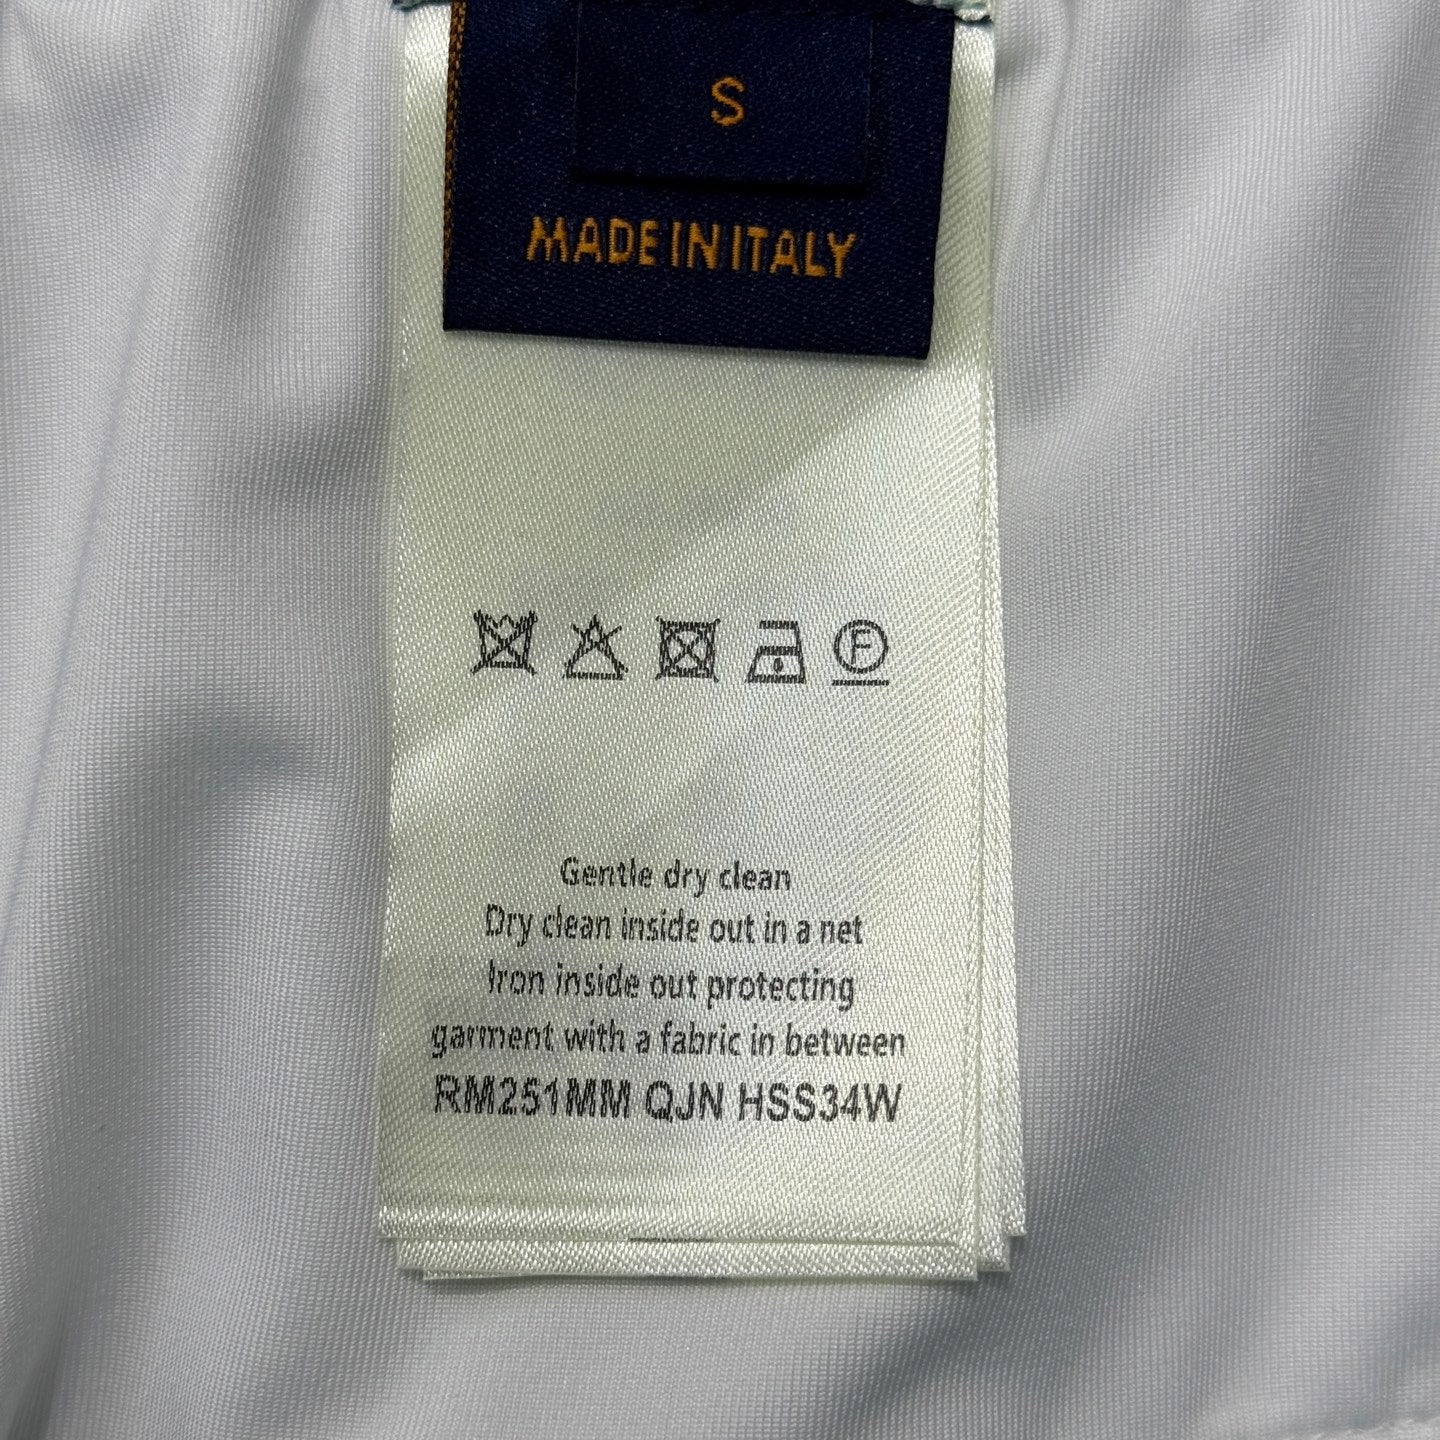 S
MADE IN ITALY
F
Gentle dry clean
Dry clean inside out in a net
Iron inside out protecting
garment with a fabric in between
RM251MM QJN HSS34W